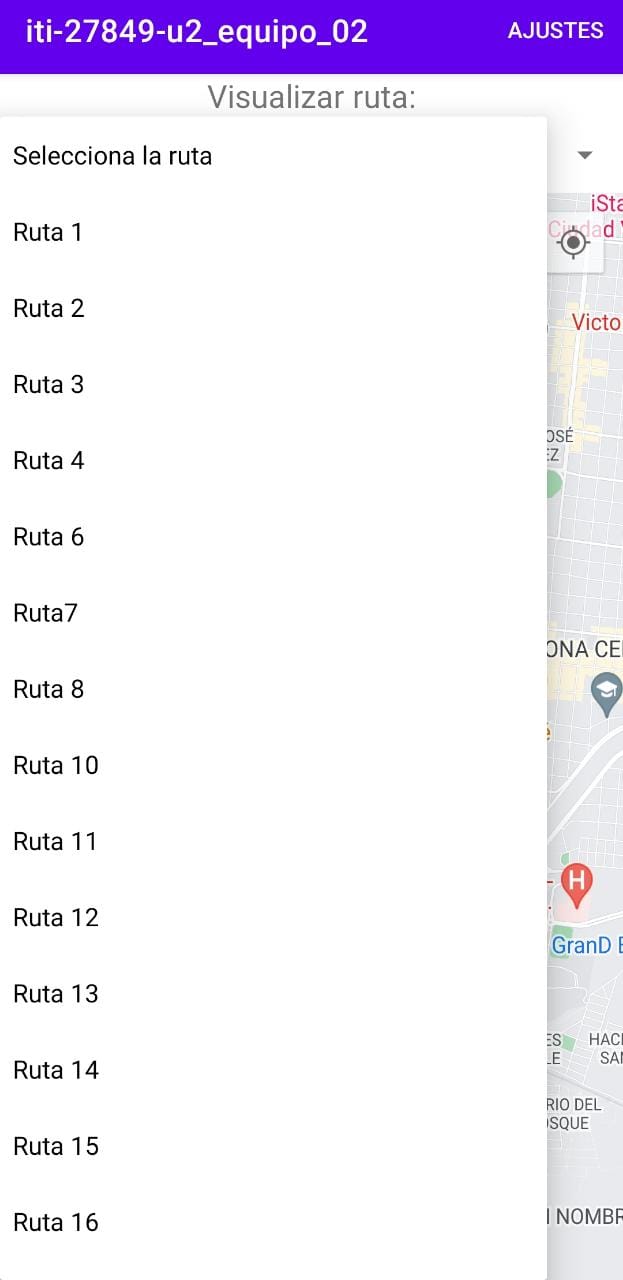 iti-27849-u2_equipo_02
AJUSTES
Visualizar ruta:
Selecciona la ruta
Ruta 1
Ruta 2
Ruta 3
Ruta 4
Ruta 6
Ruta7
Ruta 8
Ruta 10
Ruta 11
Ruta 12
Ruta 13
Ruta 14
Ruta 15
Ruta 16
iSta
Ciudad V
Victo
OSÉ
EZ
ONA CE
H
GranD E
ES
LE
HACI
SAN
RIO DEL
OSQUE
NOMBR